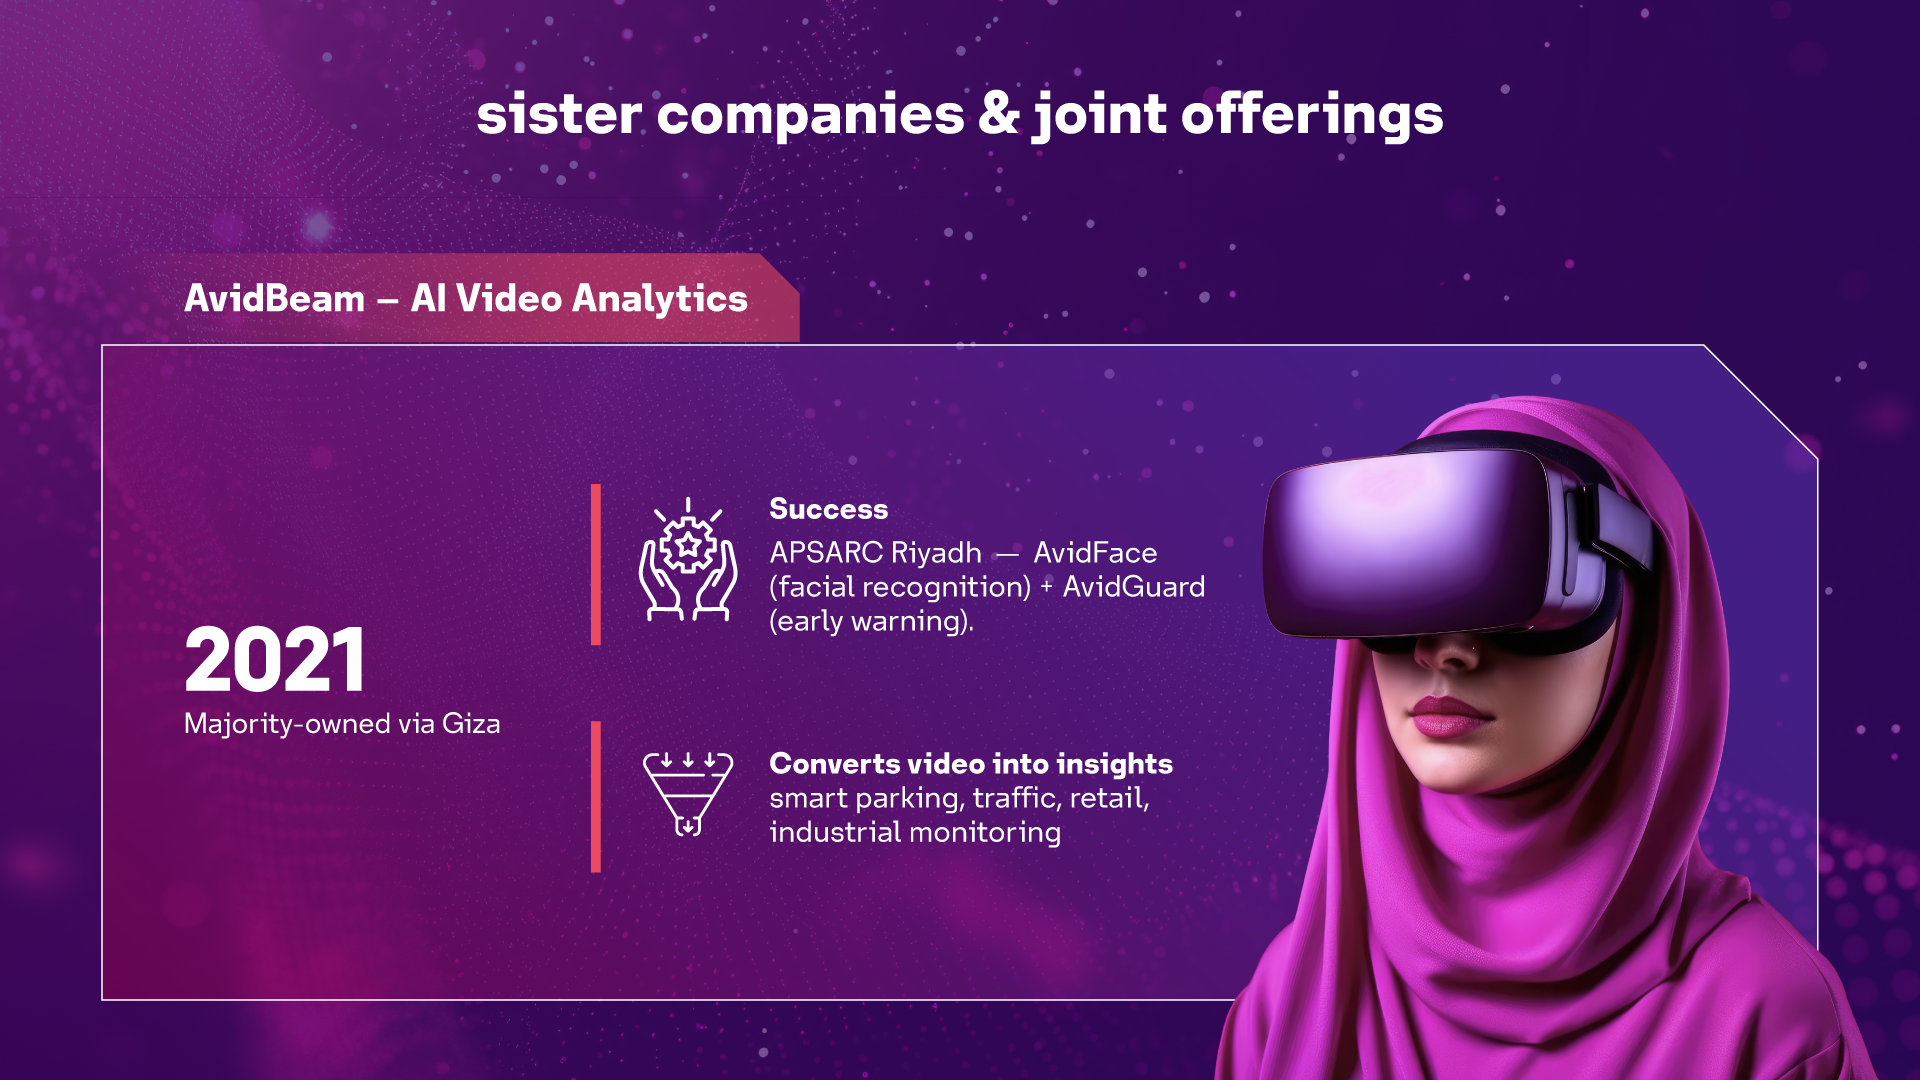 sister companies & joint offerings
AvidBeam – AI Video Analytics
2021
Majority-owned via Giza
Success
APSARC Riyadh — AvidFace
(facial recognition) + AvidGuard
(early warning).
Converts video into insights
smart parking, traffic, retail,
industrial monitoring